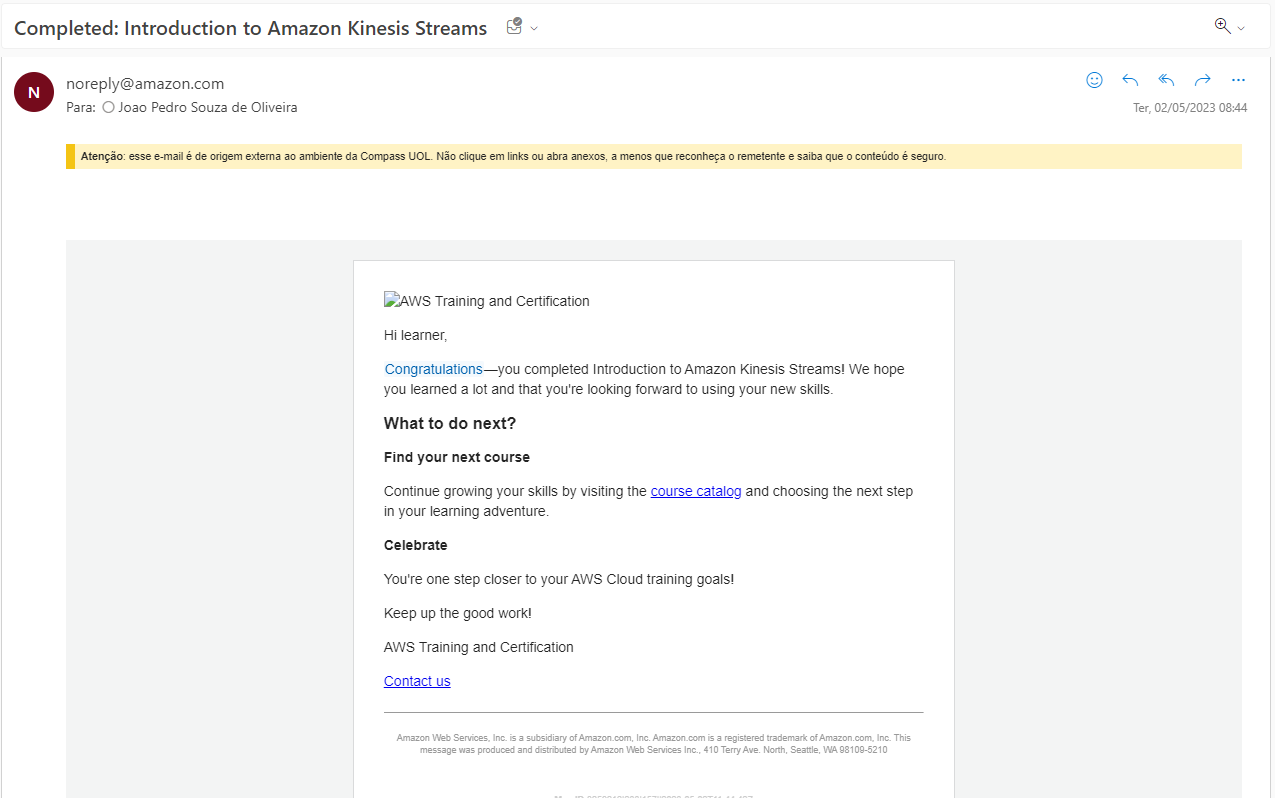 Completed: Introduction to Amazon Kinesis Streams
N
noreply@amazon.com
Para: Joao Pedro Souza de Oliveira
Ter, 02/05/2023 08:44
Atenção: esse e-mail é de origem externa ao ambiente da Compass UOL. Não clique em links ou abra anexos, a menos que reconheça o remetente e saiba que o conteúdo é seguro.
AWS Training and Certification
Hi learner,
Congratulations—you completed Introduction to Amazon Kinesis Streams! We hope
you learned a lot and that you're looking forward to using your new skills.
What to do next?
Find your next course
Continue growing your skills by visiting the course catalog and choosing the next step
in your learning adventure.
Celebrate
You're one step closer to your AWS Cloud training goals!
Keep up the good work!
AWS Training and Certification
Contact us
Amazon Web Services, Inc. is a subsidiary of Amazon.com, Inc. Amazon.com is a registered trademark of Amazon.com, Inc. This
message was produced and distributed by Amazon Web Services Inc., 410 Terry Ave. North, Seattle, WA 98109-5210